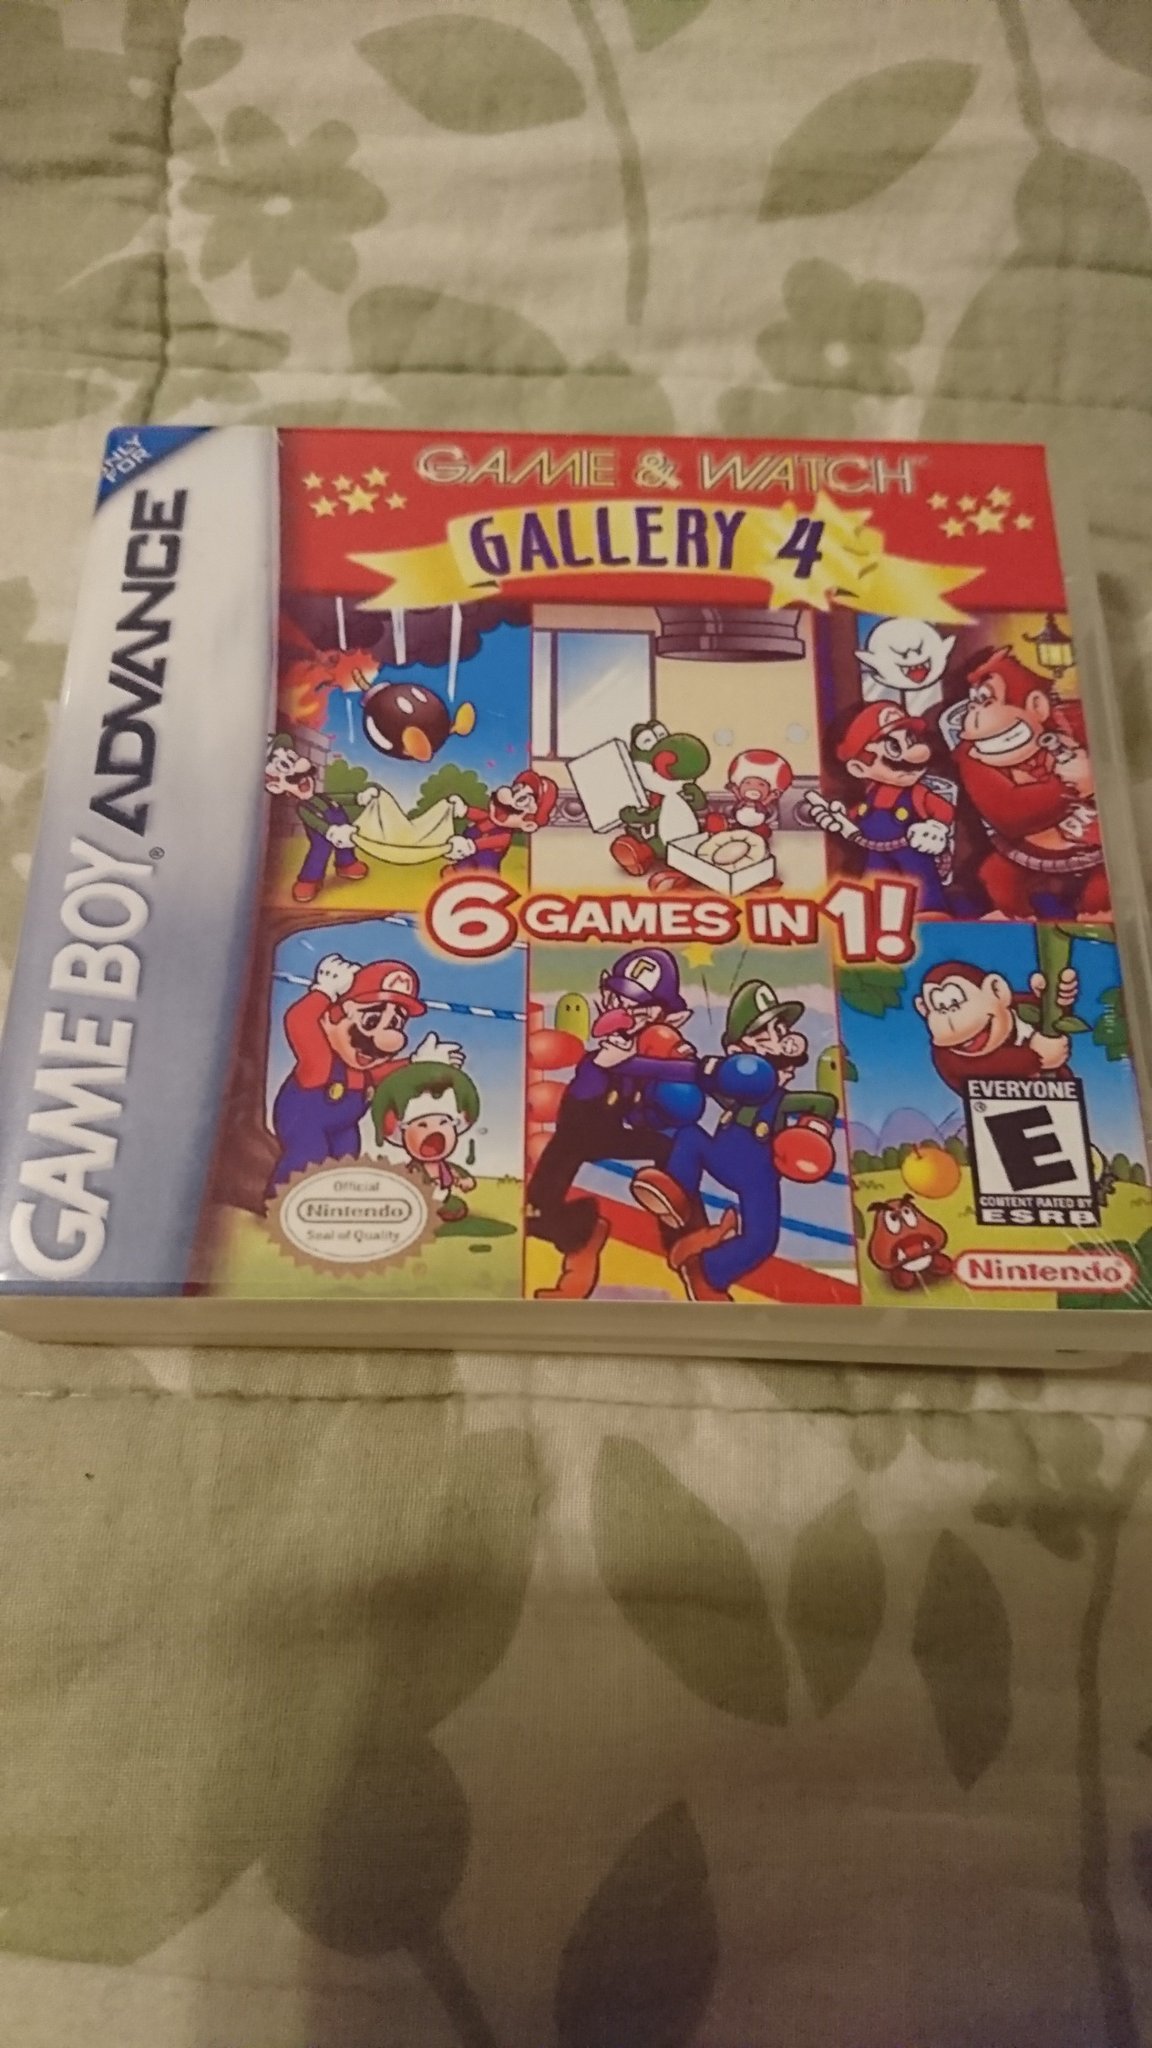 ONLY FOR
GAME BOY ADVANCE
GAME & WATCH
GALLERY 4
6 GAMES IN 1!
Official
Nintendo
Seal of Quality
EVERYONE
E
CONTENT RATED BY
ESRB
Nintendo